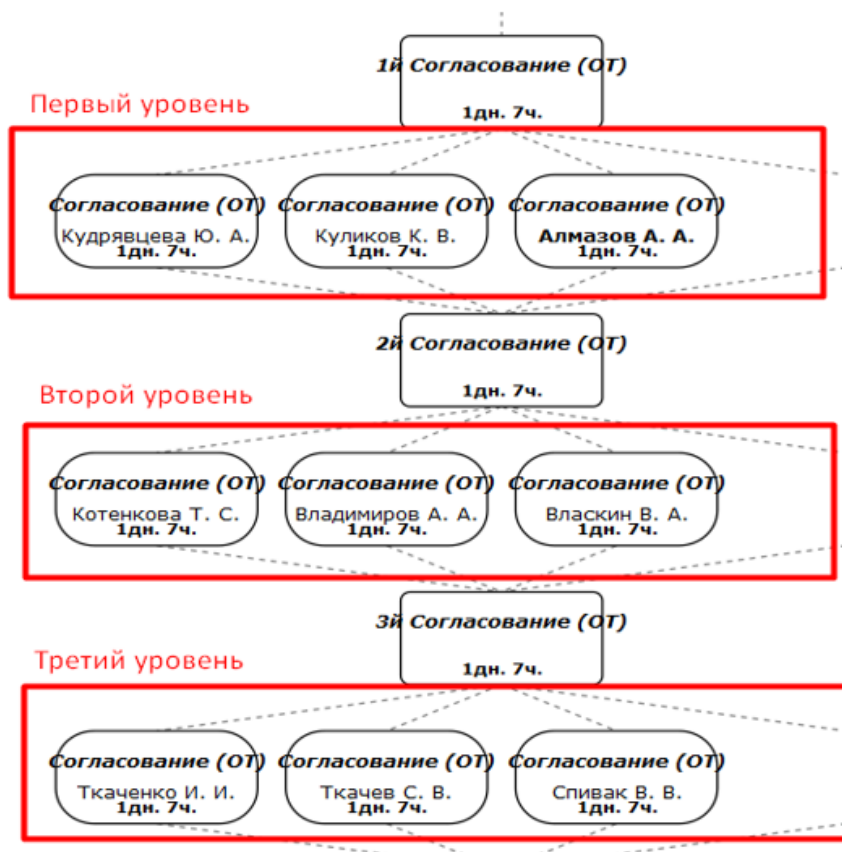 1й Согласование (ОТ)
1дн. 7ч.
Первый уровень
Согласование (ОТ) Согласование (ОТ) Согласование (ОТ)
Кудрявцева Ю. А. Куликов К. В. Алмазов А. А.
1дн. 7ч. 1дн. 7ч. 1дн. 7ч.
2й Согласование (ОТ)
1дн. 7ч.
Второй уровень
Согласование (ОТ) Согласование (ОТ) Согласование (ОТ)
Котенкова Т. С. Владимиров А. А. Власкин В. А.
1дн. 7ч. 1дн. 7ч. 1дн. 7ч.
3й Согласование (ОТ)
1дн. 7ч.
Третий уровень
Согласование (ОТ) Согласование (ОТ) Согласование (ОТ)
Ткаченко И. И. Ткачев С. В. Спивак В. В.
1дн. 7ч. 1дн. 7ч. 1дн. 7ч.